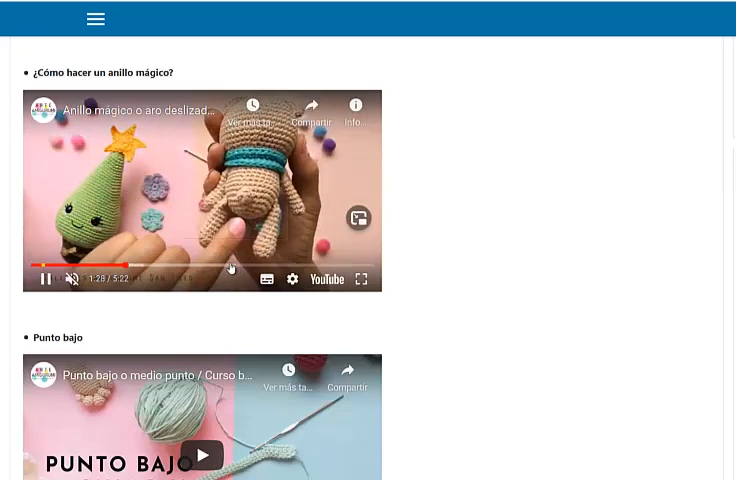 ¿Cómo hacer un anillo mágico?
Anillo mágico o aro deslizad...
Ver más ta...
Compartir
Info...
1:28 / 5:22
YouTube
Punto bajo
Punto bajo o medio punto / Curso b...
Ver más ta...
Compartir
PUNTO BAJO